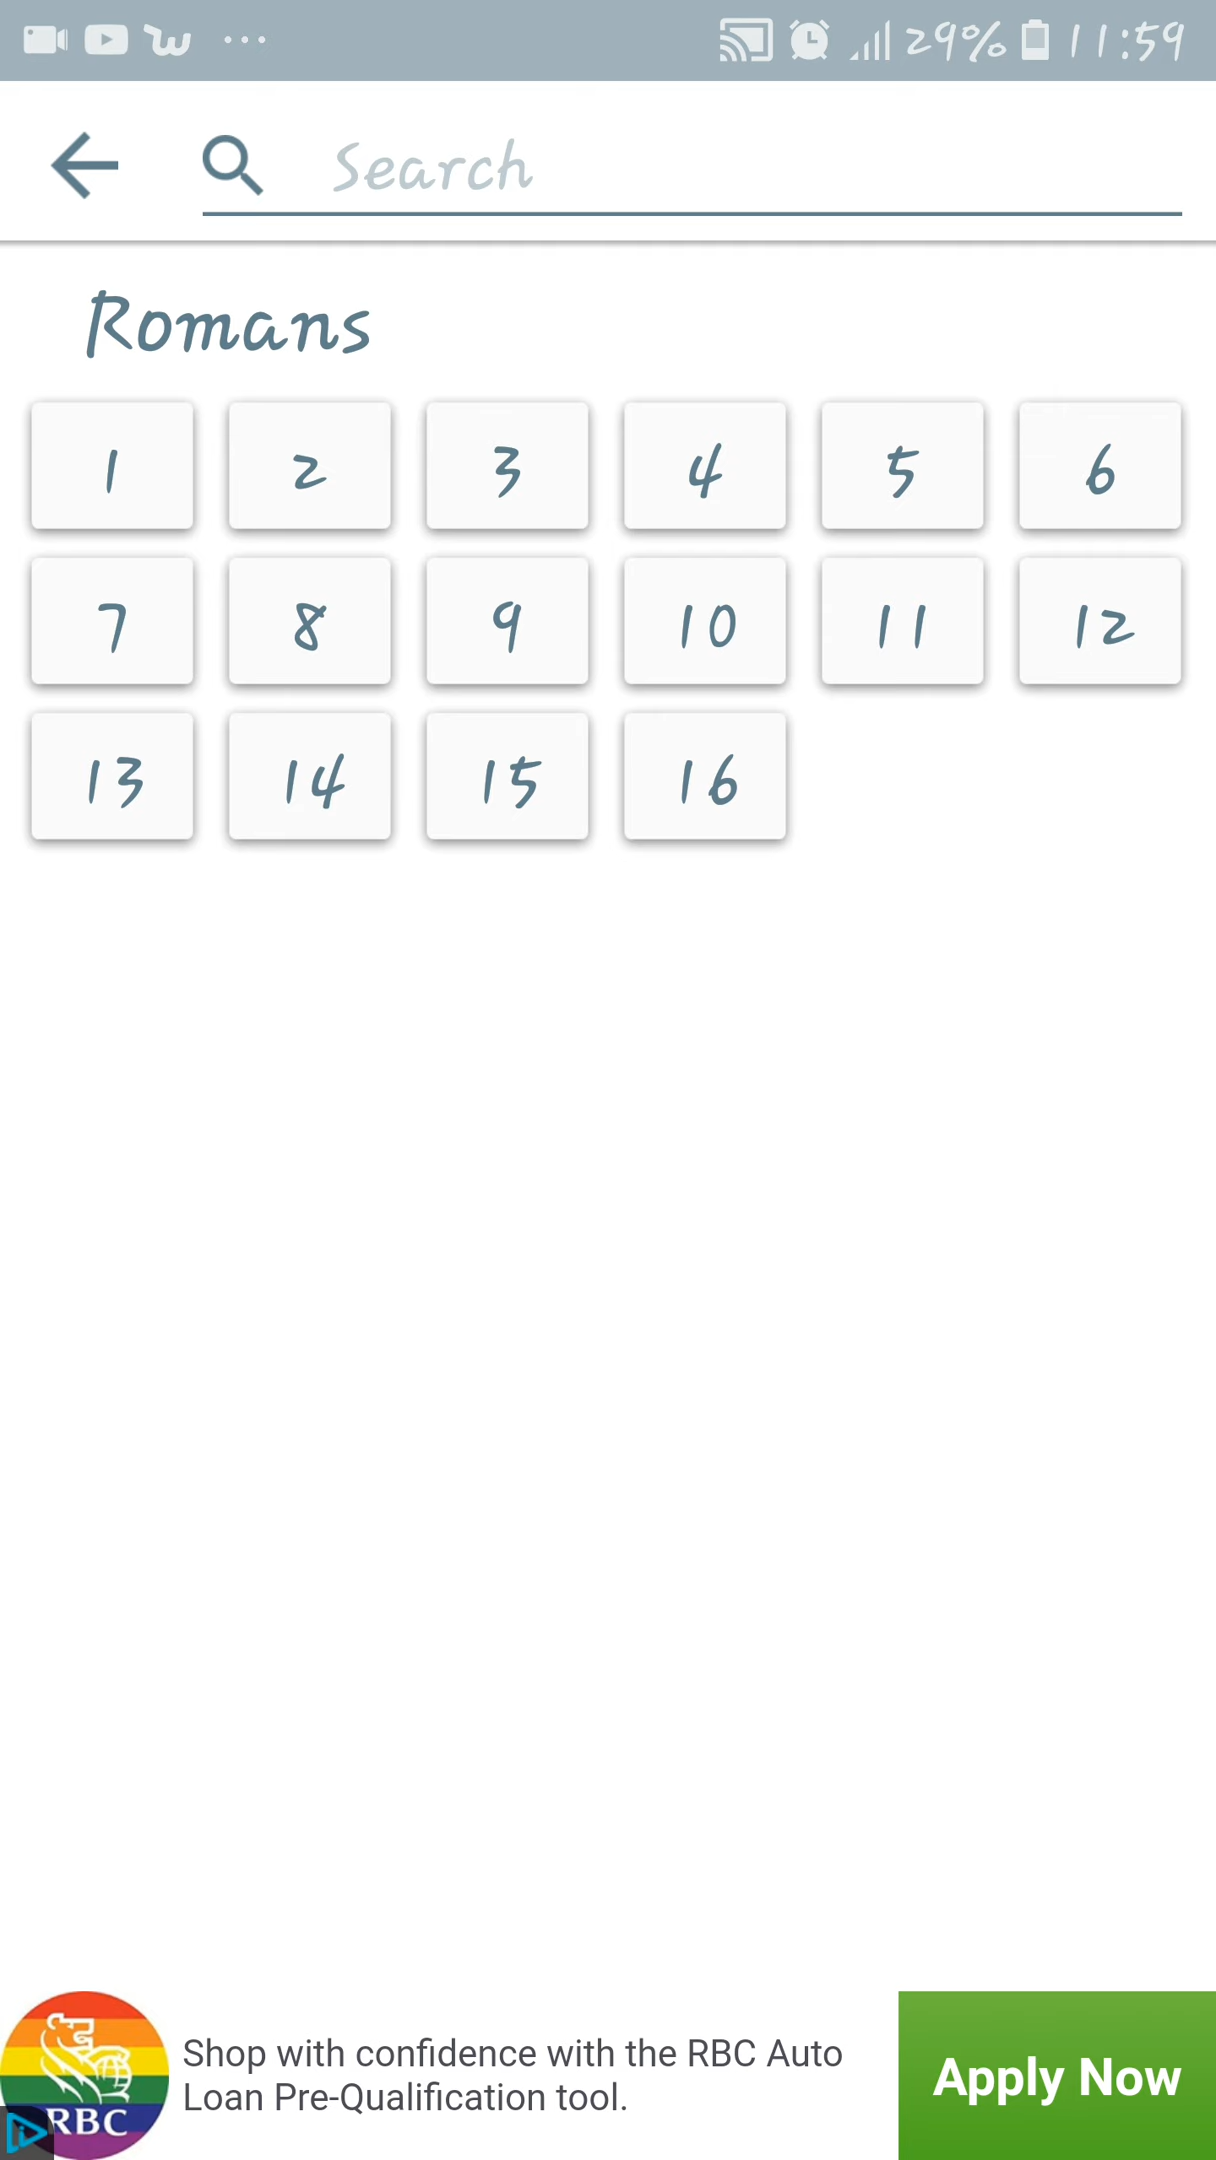 29% 11:59
Search
Romans
1 2 3 4 5 6
7 8 9 10 11 12
13 14 15 16
Shop with confidence with the RBC Auto
Loan Pre-Qualification tool.
Apply Now
RBC